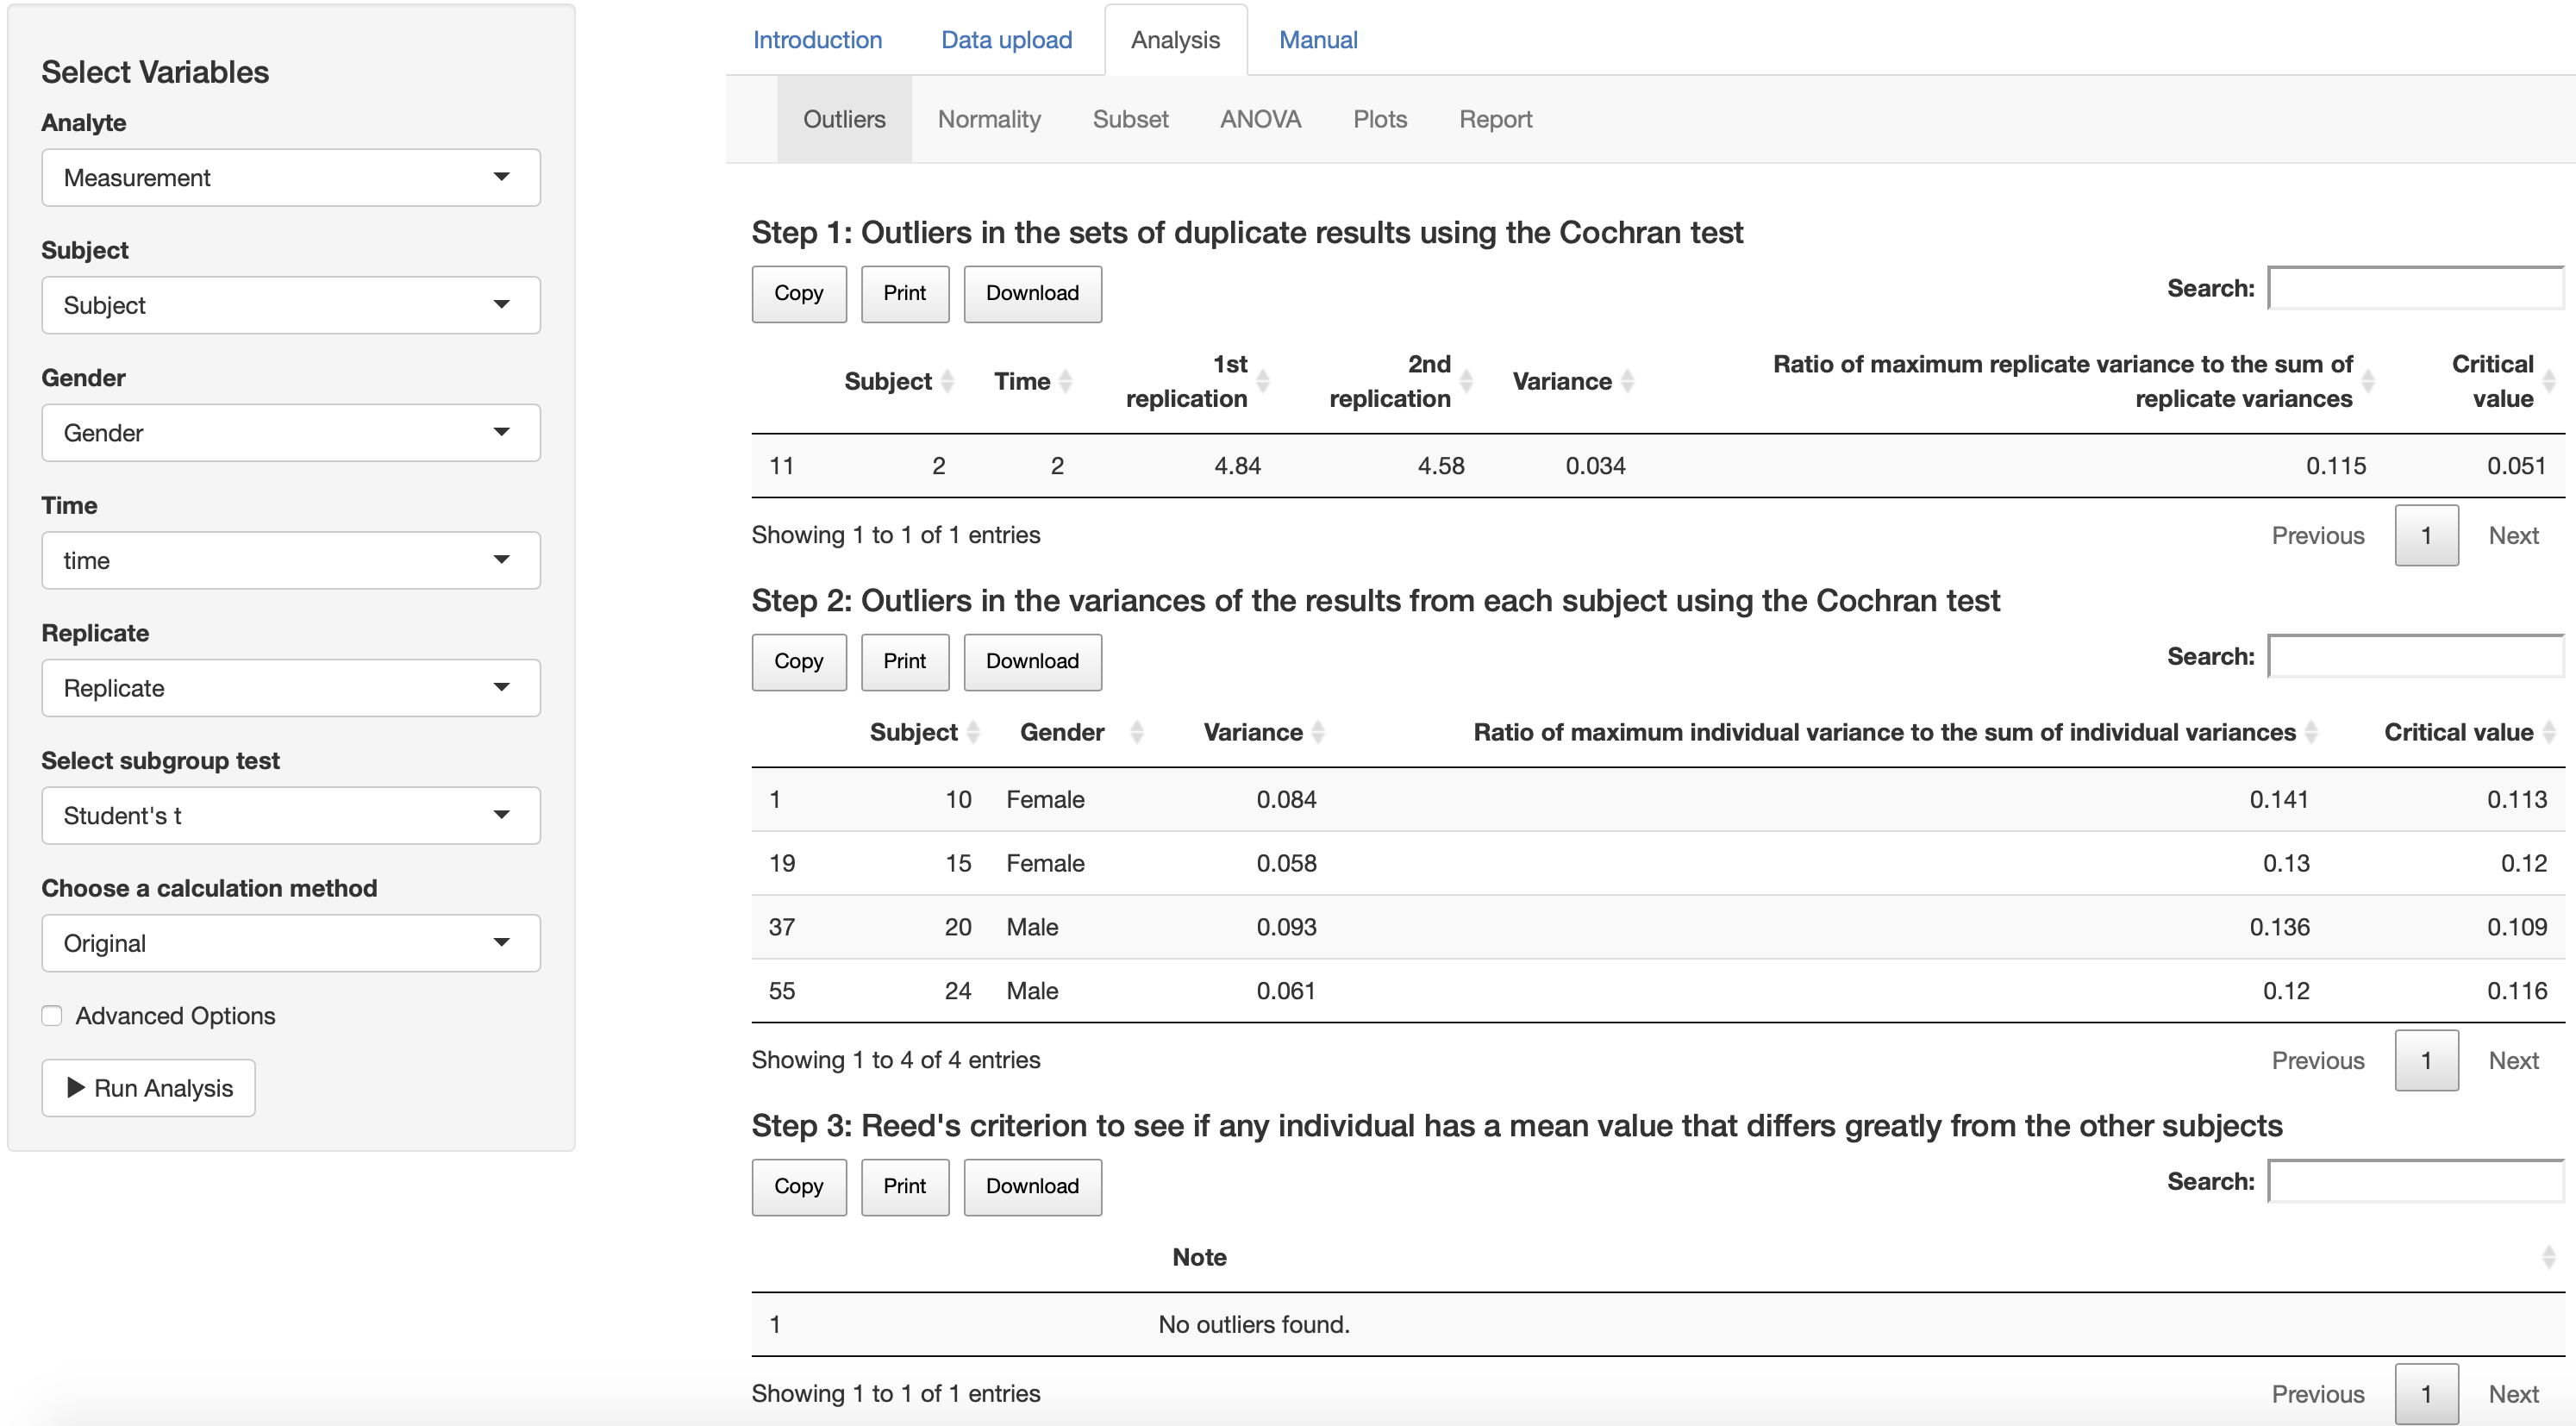 Select Variables
Analyte
Measurement
Subject
Subject
Gender
Gender
Time
time
Replicate
Replicate
Select subgroup test
Student's t
Choose a calculation method
Original
Advanced Options
Run Analysis
Introduction Data upload Analysis Manual
Outliers Normality Subset ANOVA Plots Report
Step 1: Outliers in the sets of duplicate results using the Cochran test
Copy Print Download Search:
Subject Time 1st replication 2nd replication Variance Ratio of maximum replicate variance to the sum of replicate variances Critical value
11 2 2 4.84 4.58 0.034 0.115 0.051
Showing 1 to 1 of 1 entries Previous 1 Next
Step 2: Outliers in the variances of the results from each subject using the Cochran test
Copy Print Download Search:
Subject Gender Variance Ratio of maximum individual variance to the sum of individual variances Critical value
1 10 Female 0.084 0.141 0.113
19 15 Female 0.058 0.13 0.12
37 20 Male 0.093 0.136 0.109
55 24 Male 0.061 0.12 0.116
Showing 1 to 4 of 4 entries Previous 1 Next
Step 3: Reed's criterion to see if any individual has a mean value that differs greatly from the other subjects
Copy Print Download Search:
Note
1 No outliers found.
Showing 1 to 1 of 1 entries Previous 1 Next